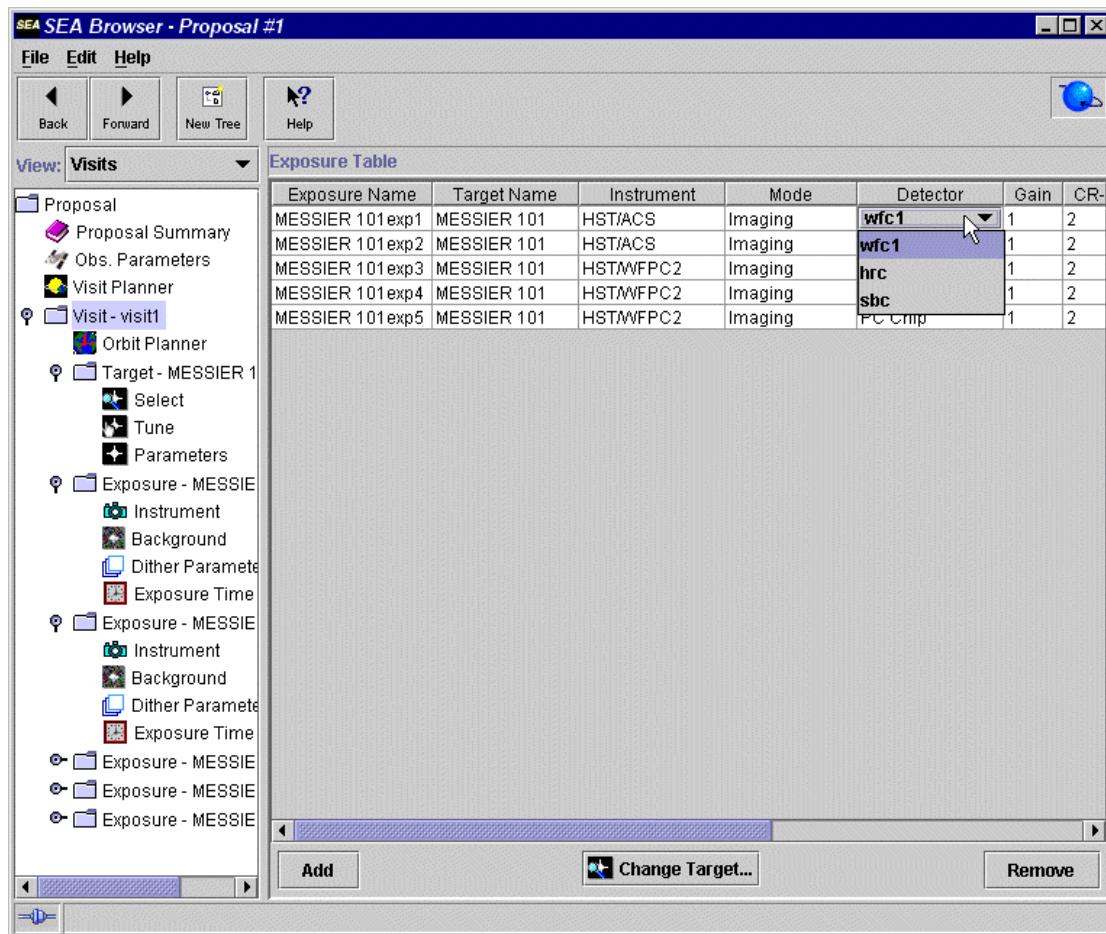 SEA SEA Browser - Proposal #1
File Edit Help
Back Forward New Tree Help
View: Visits
Proposal
Proposal Summary
Obs. Parameters
Visit Planner
Visit - visit1
Orbit Planner
Target - MESSIER 1
Select
Tune
Parameters
Exposure - MESSIE
Instrument
Background
Dither Paramete
Exposure Time
Exposure - MESSIE
Instrument
Background
Dither Paramete
Exposure Time
Exposure - MESSIE
Exposure - MESSIE
Exposure - MESSIE
Exposure Table
Exposure Name Target Name Instrument Mode Detector Gain CR-
MESSIER 101exp1 MESSIER 101 HST/ACS Imaging wfc1 1 2
MESSIER 101exp2 MESSIER 101 HST/ACS Imaging wfc1 1 2
MESSIER 101exp3 MESSIER 101 HST/WFPC2 Imaging hrc 1 2
MESSIER 101exp4 MESSIER 101 HST/WFPC2 Imaging sbc 1 2
MESSIER 101exp5 MESSIER 101 HST/WFPC2 Imaging PC Chip 1 2
Add Change Target... Remove